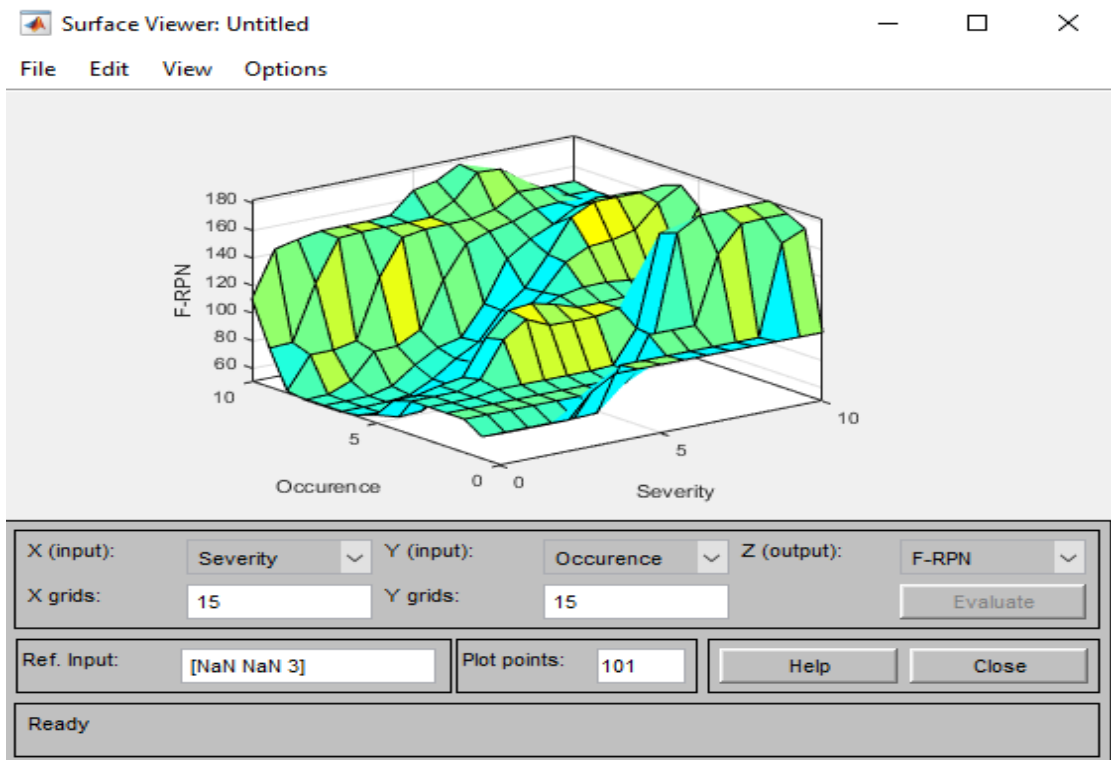 Surface Viewer: Untitled
File Edit View Options
180
160
140
120
100
80
60
F-RPN
10
5
0
Occurence
0
5
10
Severity
X (input): Severity Y (input): Occurence Z (output): F-RPN
X grids: 15 Y grids: 15 Evaluate
Ref. Input: [NaN NaN 3] Plot points: 101 Help Close
Ready